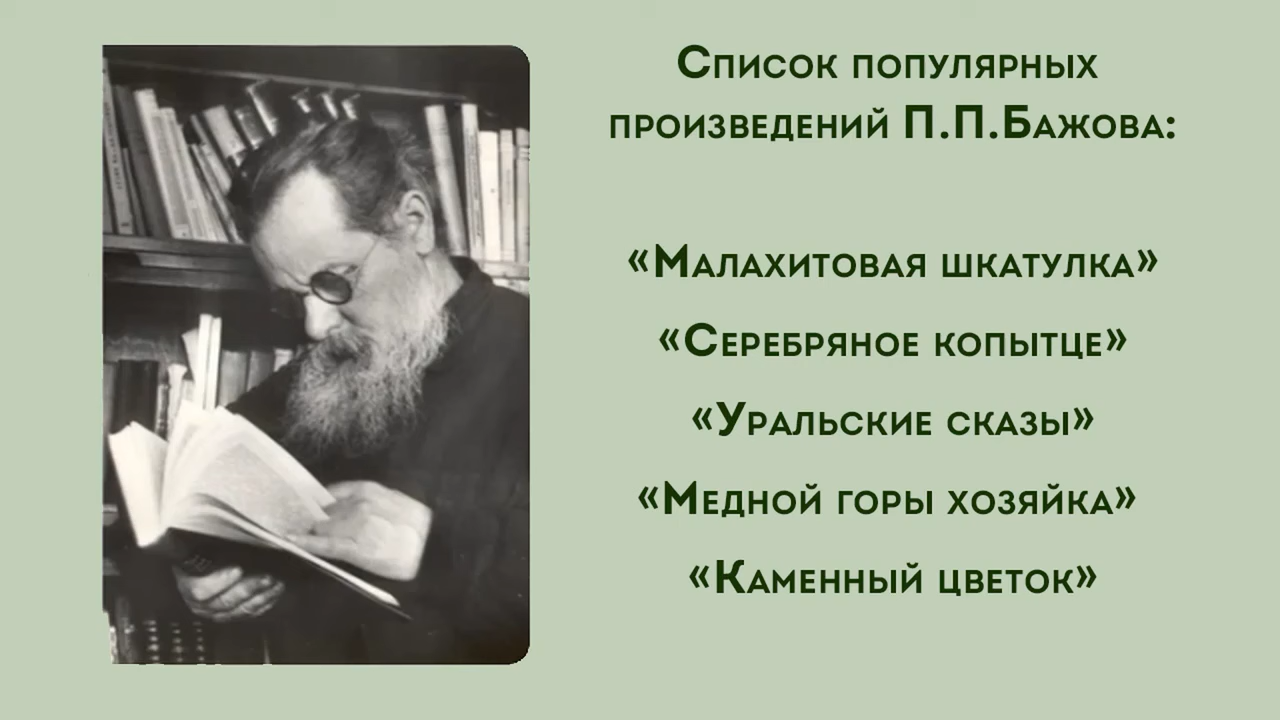 Список популярных
произведений П.П.Бажова:
«Малахитовая шкатулка»
«Серебряное копытце»
«Уральские сказы»
«Медной горы хозяйка»
«Каменный цветок»